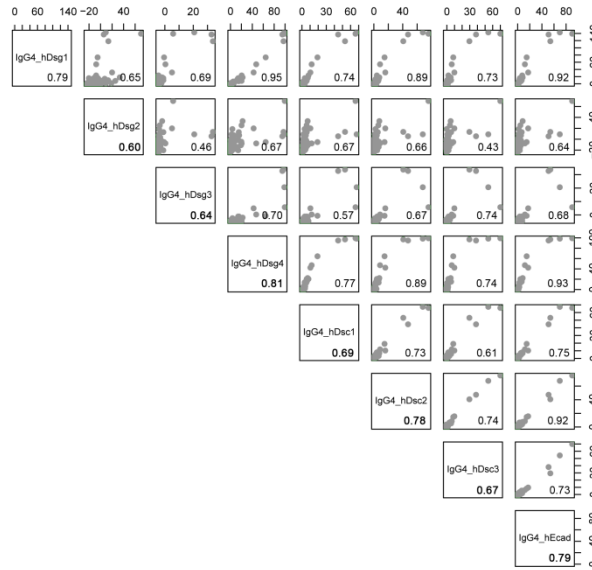 0 40 80 140 −20 20 0 20 0 40 80 0 20 60 0 40 0 30 60 0 40 80
IgG4_hDsg1
0.79 0.65 0.69 0.95 0.74 0.89 0.73 0.92
IgG4_hDsg2
0.60 0.46 0.67 0.67 0.66 0.43 0.64
IgG4_hDsg3
0.64 0.70 0.57 0.67 0.74 0.68
IgG4_hDsg4
0.81 0.77 0.89 0.74 0.93
IgG4_hDsc1
0.69 0.73 0.61 0.75
IgG4_hDsc2
0.78 0.74 0.92
IgG4_hDsc3
0.67 0.73
IgG4_hEcad
0.79